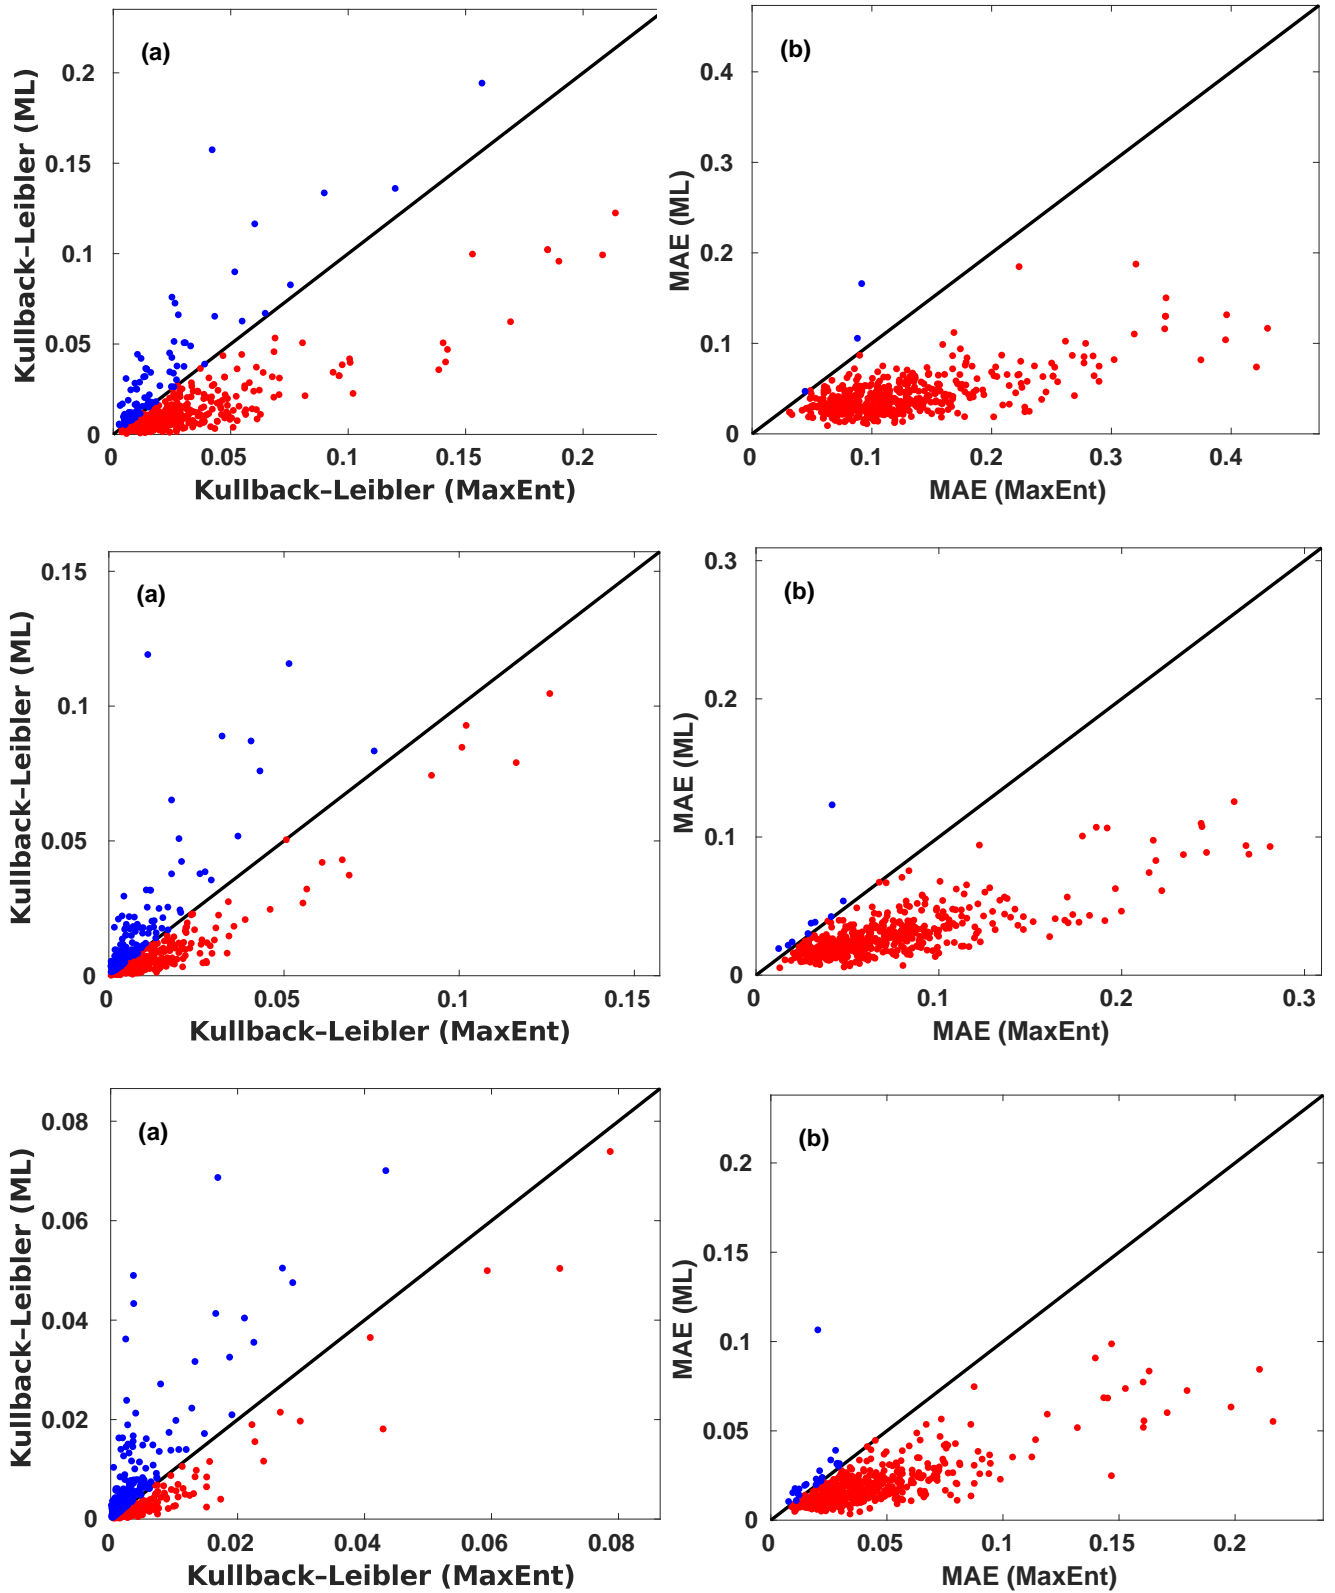 (a)
Kullback–Leibler (ML)
0.2
0.15
0.1
0.05
0
0 0.05 0.1 0.15 0.2
Kullback–Leibler (MaxEnt)
(b)
MAE (ML)
0.4
0.3
0.2
0.1
0
0 0.1 0.2 0.3 0.4
MAE (MaxEnt)
(a)
Kullback–Leibler (ML)
0.15
0.1
0.05
0
0 0.05 0.1 0.15
Kullback–Leibler (MaxEnt)
(b)
MAE (ML)
0.3
0.2
0.1
0
0 0.1 0.2 0.3
MAE (MaxEnt)
(a)
Kullback–Leibler (ML)
0.08
0.06
0.04
0.02
0
0 0.02 0.04 0.06 0.08
Kullback–Leibler (MaxEnt)
(b)
MAE (ML)
0.2
0.15
0.1
0.05
0
0 0.05 0.1 0.15 0.2
MAE (MaxEnt)